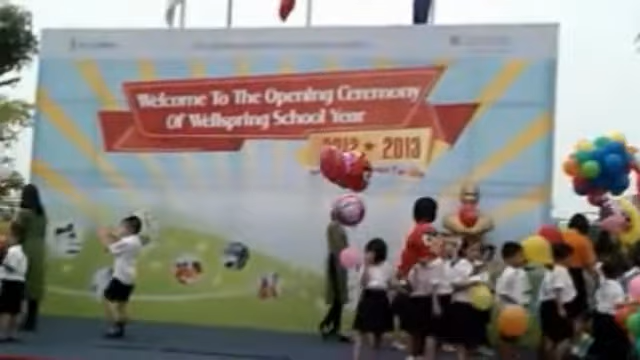 Welcome To The Opening Ceremony
Of Wellspring School Year
2012 ★ 2013